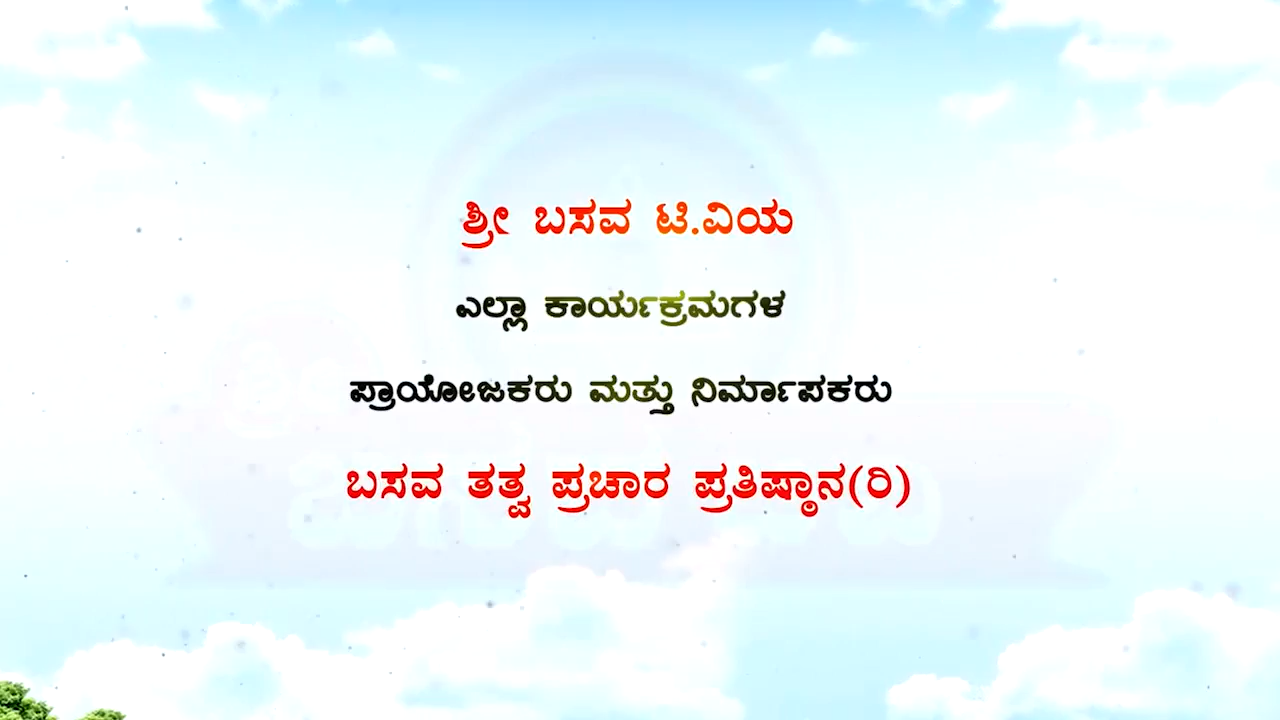 ಶ್ರೀ ಬಸವ ಟಿ.ವಿಯ
ಎಲ್ಲಾ ಕಾರ್ಯಕ್ರಮಗಳ
ಪ್ರಾಯೋಜಕರು ಮತ್ತು ನಿರ್ಮಾಪಕರು
ಬಸವ ತತ್ವ ಪ್ರಚಾರ ಪ್ರತಿಷ್ಠಾನ(ರಿ)